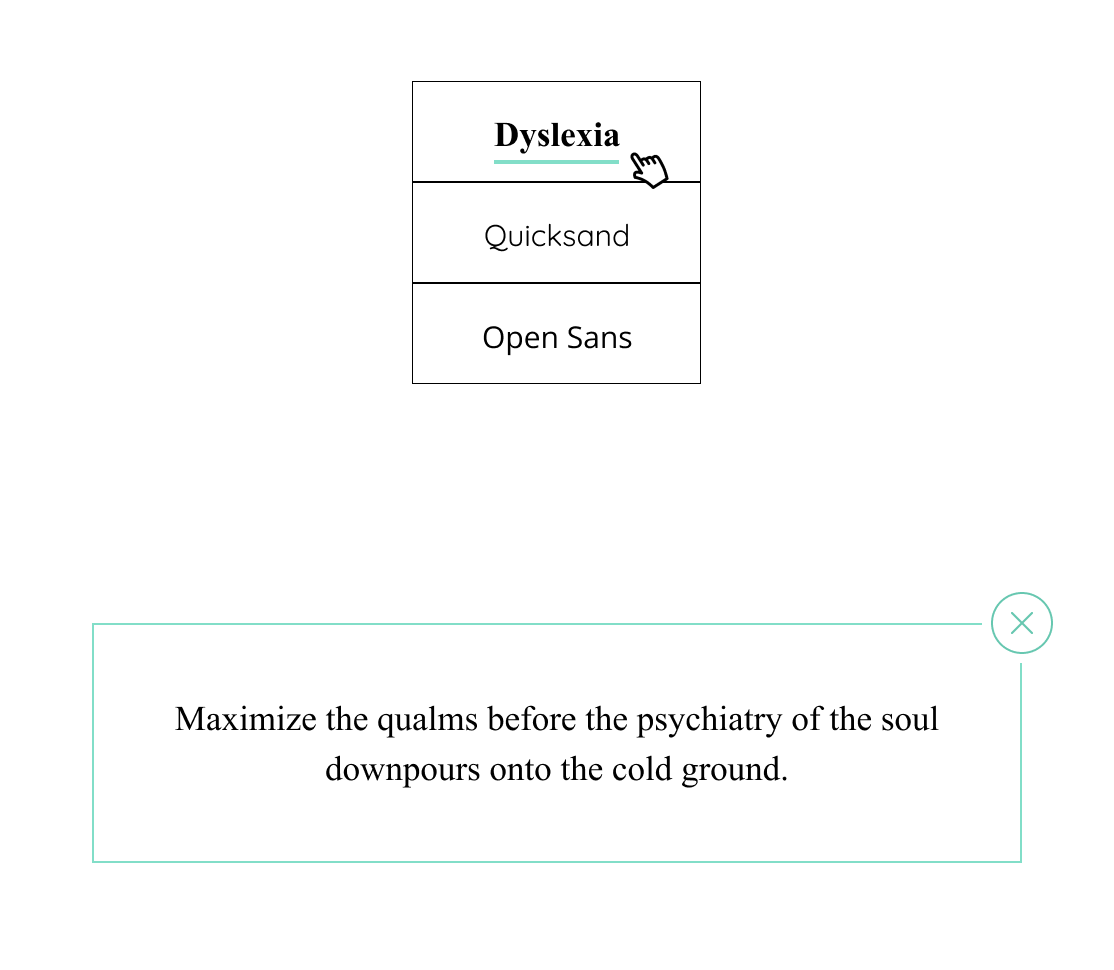 Dyslexia
Quicksand
Open Sans
Maximize the qualms before the psychiatry of the soul
downpours onto the cold ground.